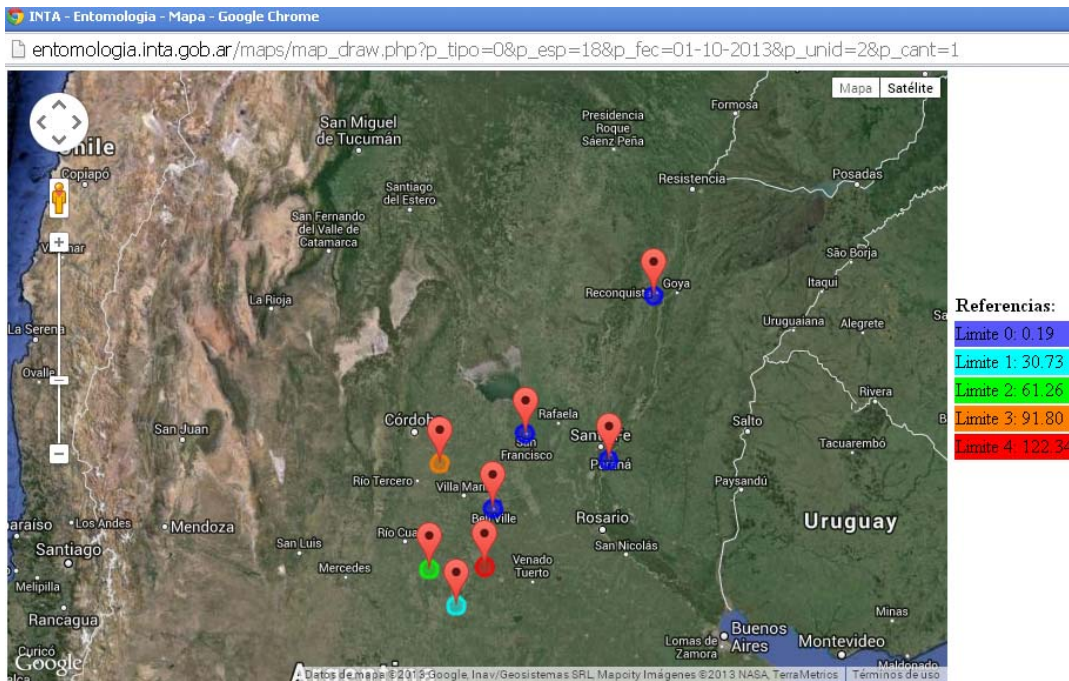 INTA - Entomologia - Mapa - Google Chrome
entomologia.inta.gob.ar/maps/map_draw.php?p_tipo=0&p_esp=18&p_fec=01-10-2013&p_unid=2&p_cant=1
Mapa
Satélite
Formosa
San Miguel
de Tucumán
Presidencia
Roque
Sáenz Peña
Chile
Copiapó
Resistencia
Posadas
Santiago
del Estero
San Fernando
del Valle de
Catamarca
São Borja
Reconquista
Goya
Itaqui
La Rioja
La Serena
Uruguaiana
Alegrete
Ovalle
Rivera
Córdoba
Rafaela
Salto
San Juan
San
Francisco
Santa Fe
Paraná
Tacuarembó
Río Tercero
Villa María
Paysandú
Bell Ville
Los Andes
Mendoza
Río Cua
Rosario
Uruguay
Santiago
San Luis
San Nicolás
Mercedes
Venado
Tuerto
Melipilla
Rancagua
Minas
Buenos
Aires
Lomas de
Zamora
Montevideo
Curicó
Google
Argentina
Maldonado
Datos de mapa ©2013 Google, Inav/Geosistemas SRL, Mapcity Imágenes ©2013 NASA, TerraMetrics
Términos de uso
Referencias:
Limite 0: 0.19
Limite 1: 30.73
Limite 2: 61.26
Limite 3: 91.80
Limite 4: 122.34